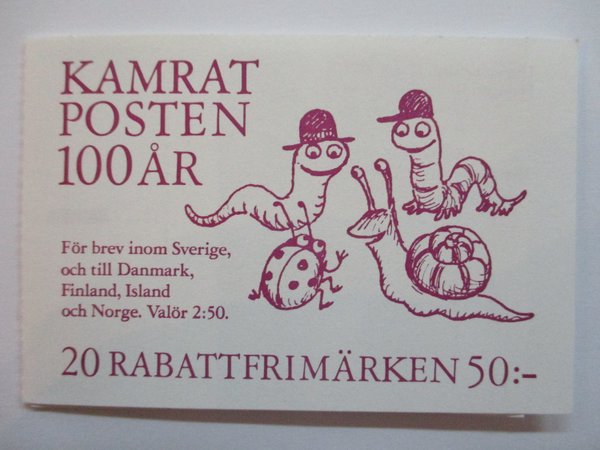 KAMRAT
POSTEN
100 ÅR
För brev inom Sverige,
och till Danmark,
Finland, Island
och Norge. Valör 2:50.
20 RABATTFRIMÄRKEN 50:–